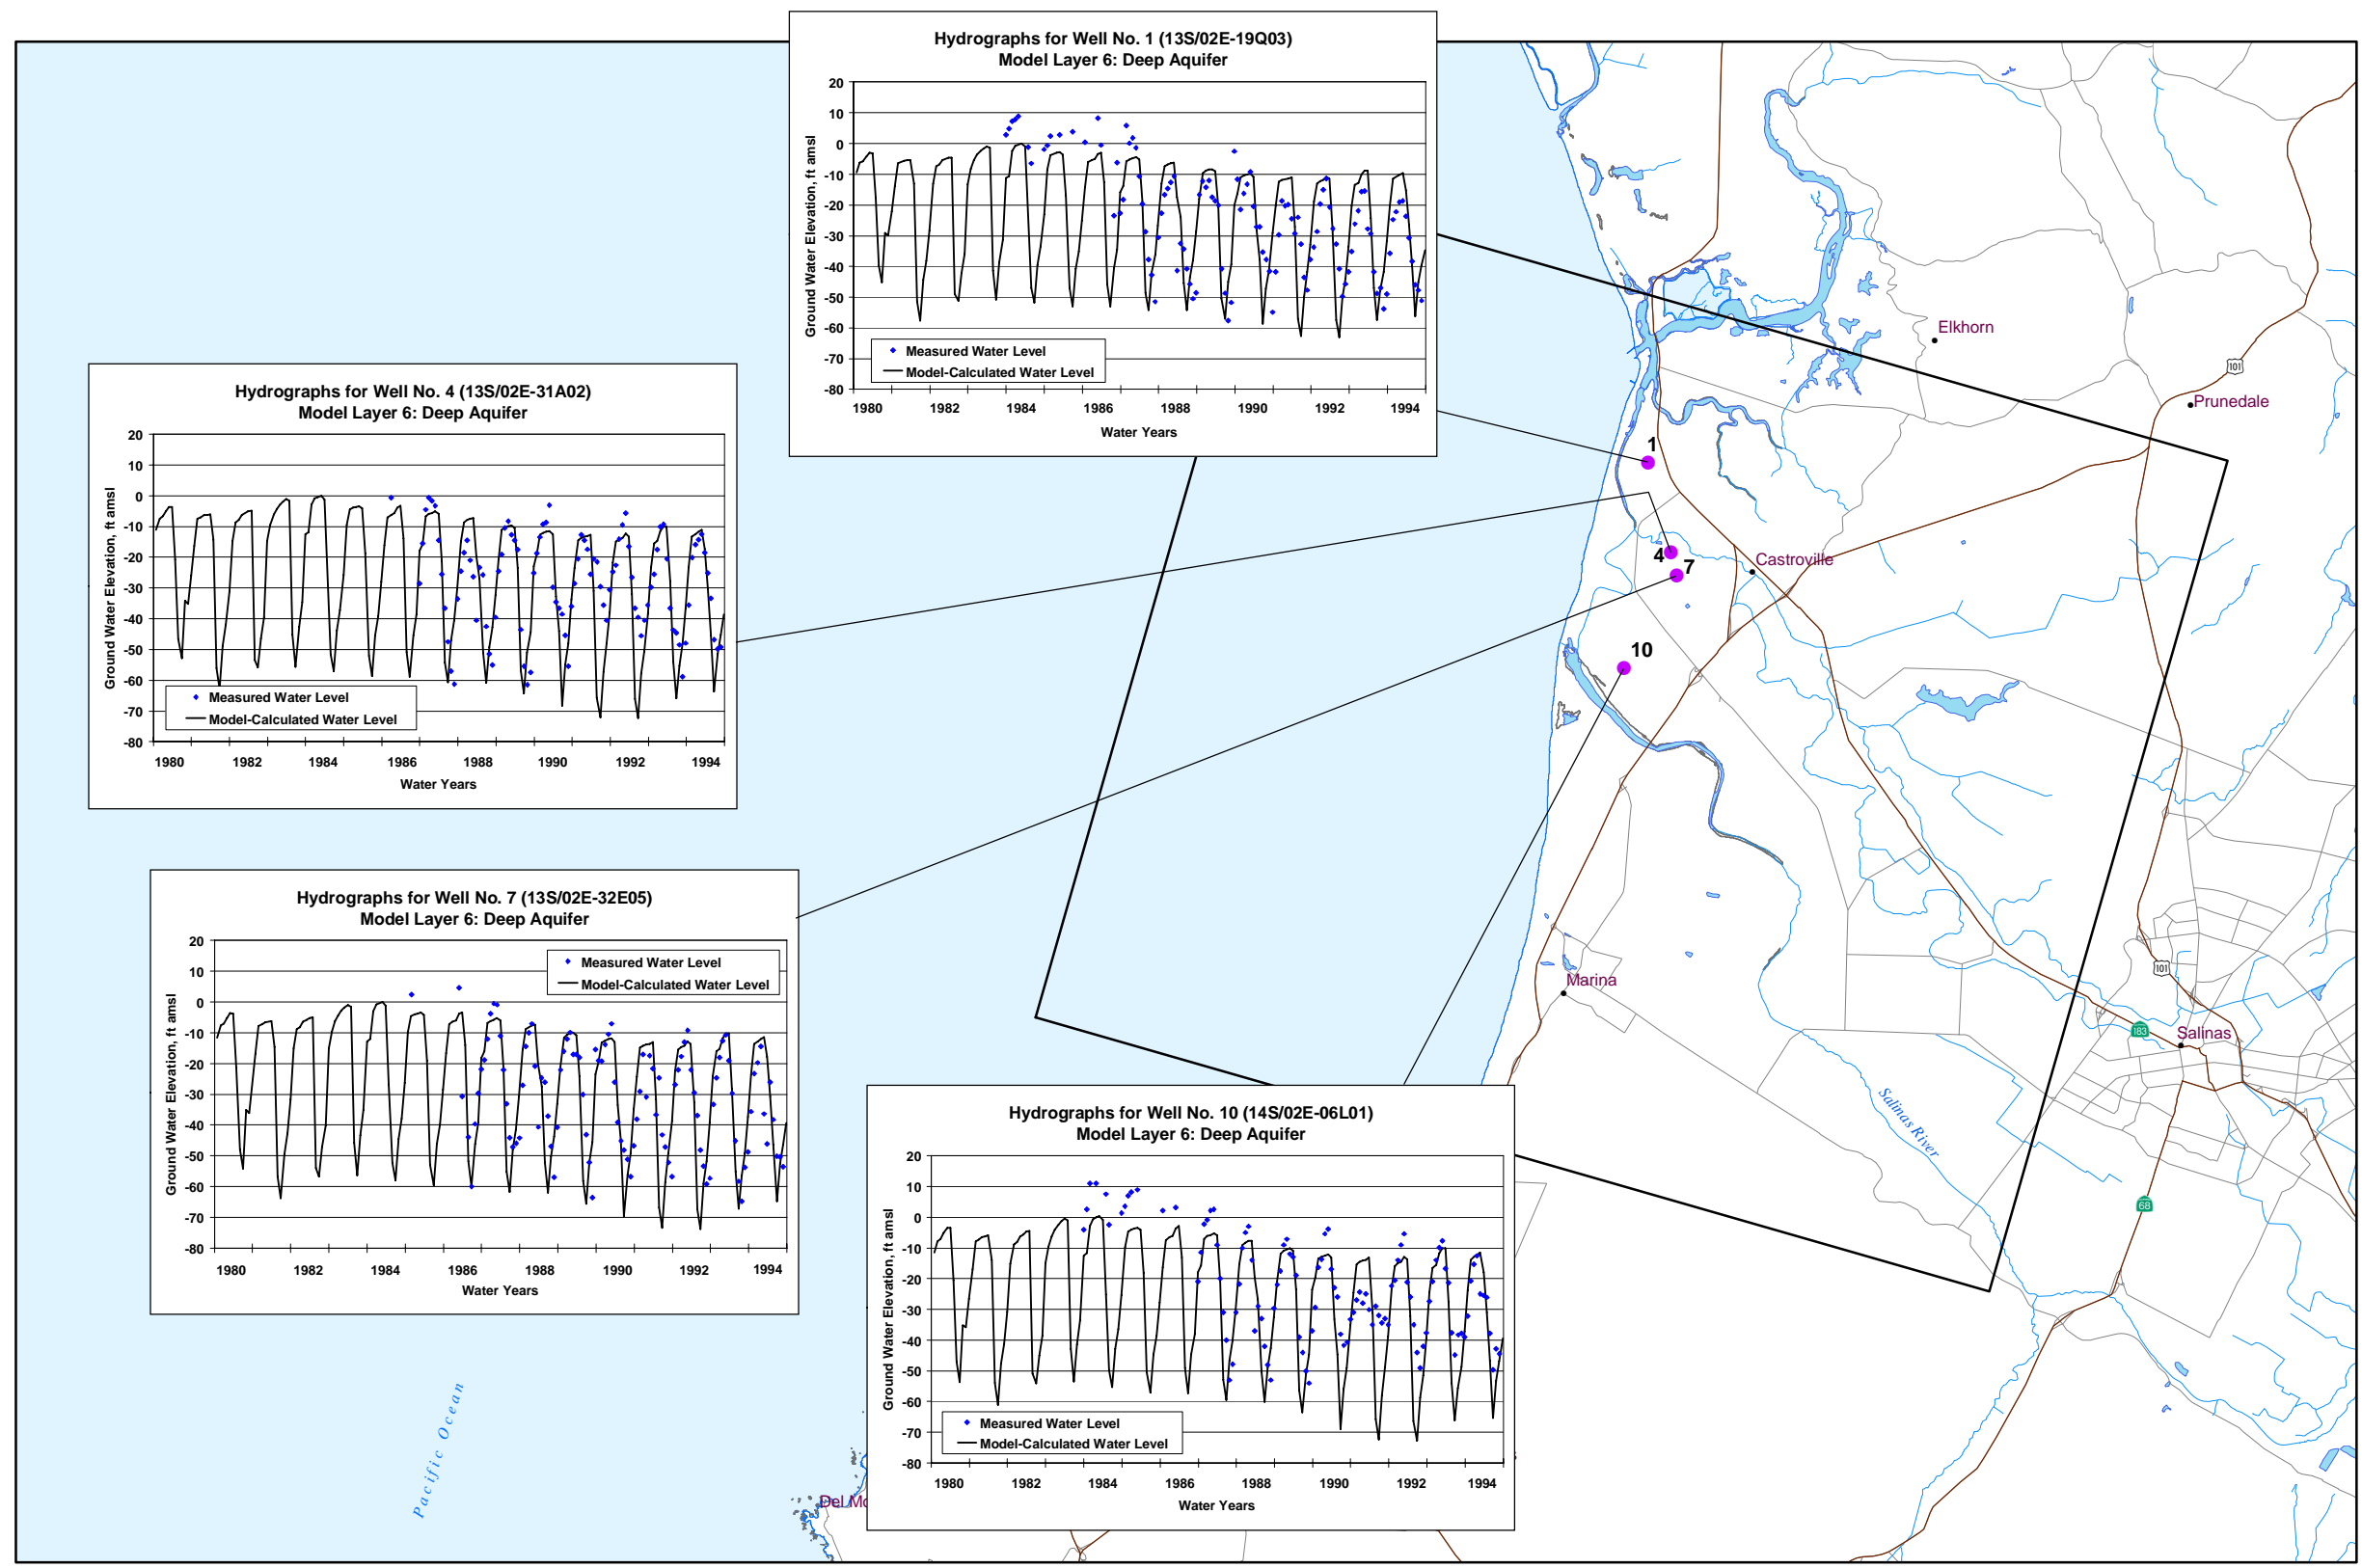 Hydrographs for Well No. 1 (13S/02E-19Q03)
Model Layer 6: Deep Aquifer
Ground Water Elevation, ft amsl
20
10
0
-10
-20
-30
-40
-50
-60
-70
-80
Measured Water Level
Model-Calculated Water Level
1980 1982 1984 1986 1988 1990 1992 1994
Water Years
Hydrographs for Well No. 4 (13S/02E-31A02)
Model Layer 6: Deep Aquifer
Ground Water Elevation, ft amsl
20
10
0
-10
-20
-30
-40
-50
-60
-70
-80
Measured Water Level
Model-Calculated Water Level
1980 1982 1984 1986 1988 1990 1992 1994
Water Years
Hydrographs for Well No. 7 (13S/02E-32E05)
Model Layer 6: Deep Aquifer
Ground Water Elevation, ft amsl
20
10
0
-10
-20
-30
-40
-50
-60
-70
-80
Measured Water Level
Model-Calculated Water Level
1980 1982 1984 1986 1988 1990 1992 1994
Water Years
Hydrographs for Well No. 10 (14S/02E-06L01)
Model Layer 6: Deep Aquifer
Ground Water Elevation, ft amsl
20
10
0
-10
-20
-30
-40
-50
-60
-70
-80
Measured Water Level
Model-Calculated Water Level
1980 1982 1984 1986 1988 1990 1992 1994
Water Years
Elkhorn
101
Prunedale
1
4
7
Castroville
10
Marina
101
183
Salinas
Salinas River
68
Pacific Ocean
Del Mo